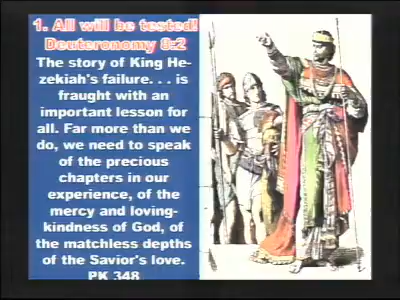 1. All will be tested!
Deuteronomy 8:2
The story of King He-
zekiah's failure. . . is
fraught with an
important lesson for
all. Far more than we
do, we need to speak
of the precious
chapters in our
experience, of the
mercy and loving-
kindness of God, of
the matchless depths
of the Savior's love.
PK 348